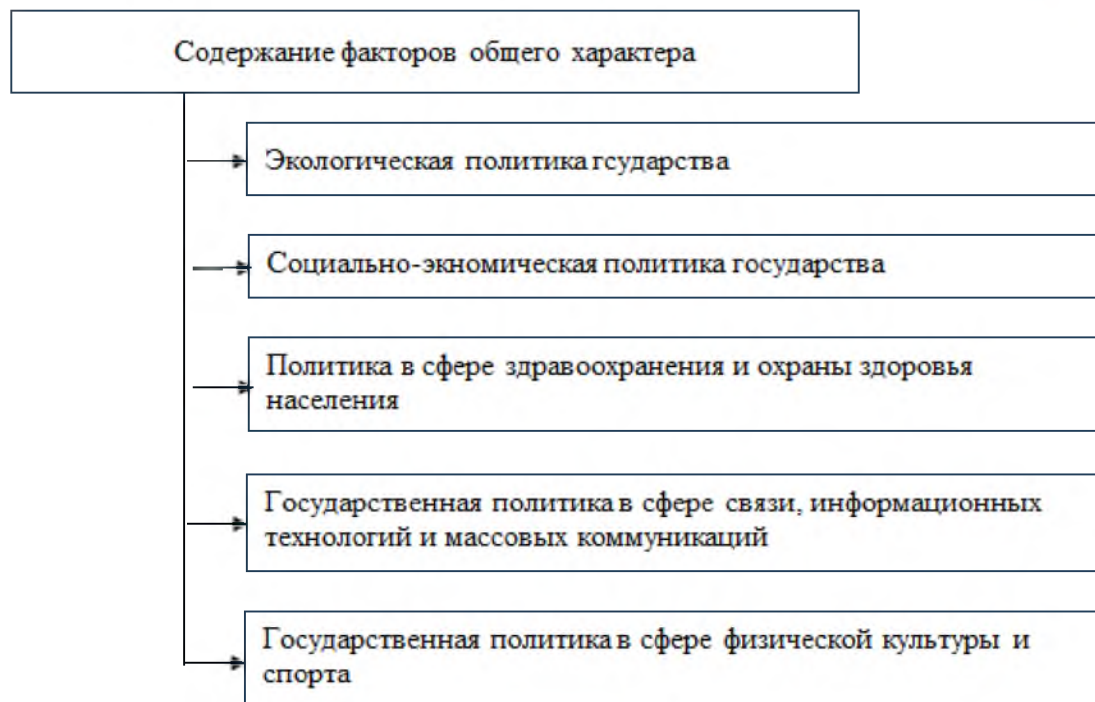 Содержание факторов общего характера
Экологическая политика гсударства
Социально-экномическая политика государства
Политика в сфере здравоохранения и охраны здоровья
населения
Государственная политика в сфере связи, информационных
технологий и массовых коммуникаций
Государственная политика в сфере физической культуры и
спорта